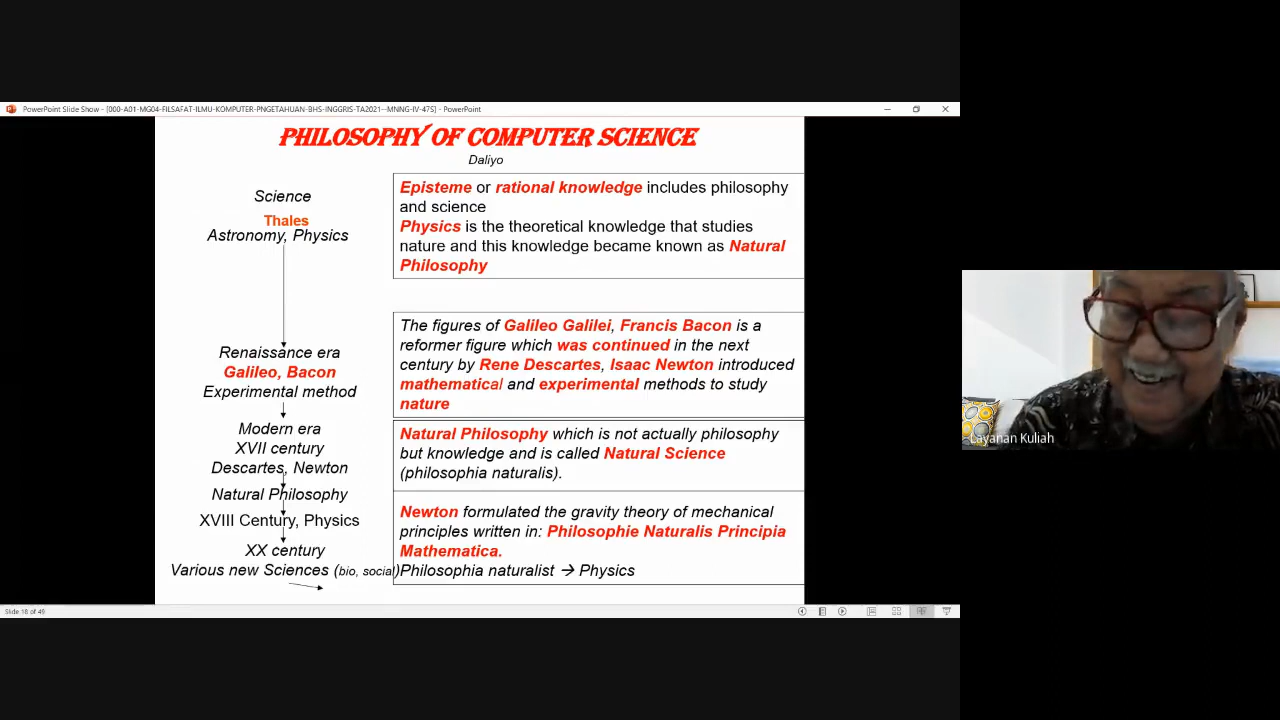 PowerPoint Slide Show - [000-A01-MG04-FILSAFAT-ILMU-KOMPUTER-PNGETAHUAN-BHS-INGGRIS-TA2021--MNNG-IV-47S] - PowerPoint
PHILOSOPHY OF COMPUTER SCIENCE
Daliyo
Science
Thales
Astronomy, Physics
Renaissance era
Galileo, Bacon
Experimental method
Modern era
XVII century
Descartes, Newton
Natural Philosophy
XVIII Century, Physics
XX century
Various new Sciences (bio, social)
Episteme or rational knowledge includes philosophy
and science
Physics is the theoretical knowledge that studies
nature and this knowledge became known as Natural
Philosophy
The figures of Galileo Galilei, Francis Bacon is a
reformer figure which was continued in the next
century by Rene Descartes, Isaac Newton introduced
mathematical and experimental methods to study
nature
Natural Philosophy which is not actually philosophy
but knowledge and is called Natural Science
(philosophia naturalis).
Newton formulated the gravity theory of mechanical
principles written in: Philosophie Naturalis Principia
Mathematica.
Philosophia naturalist → Physics
Slide 18 of 49
Layanan Kuliah